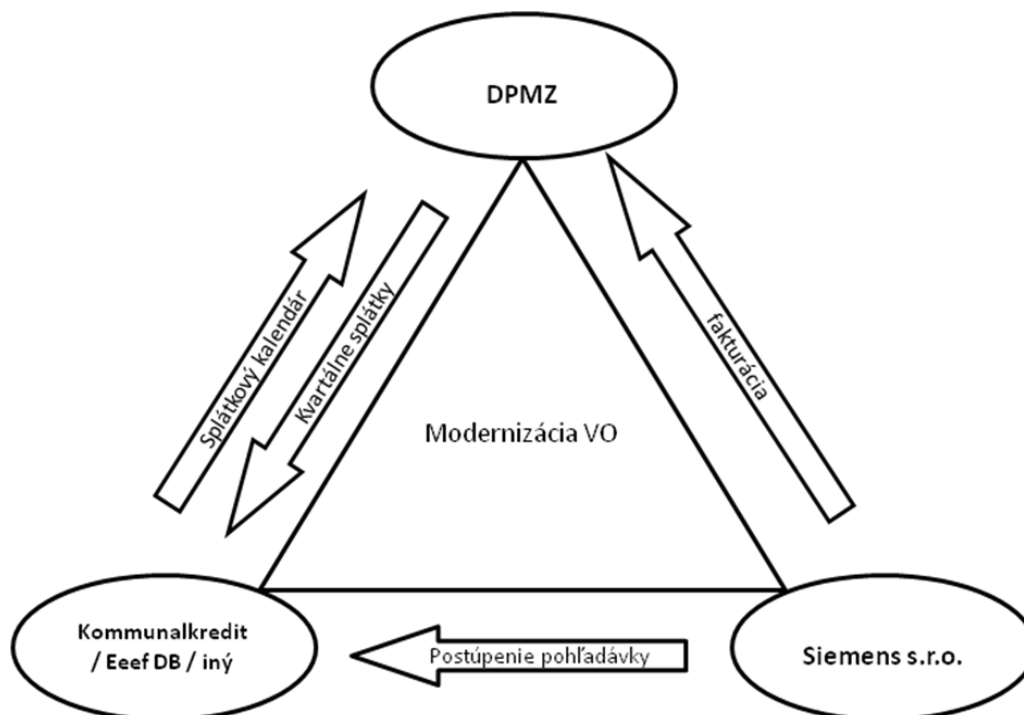 DPMZ
Splátkový kalendár
Kvartálne splátky
fakturácia
Modernizácia VO
Kommunalkredit
/ Eeef DB / iný
Postúpenie pohľadávky
Siemens s.r.o.